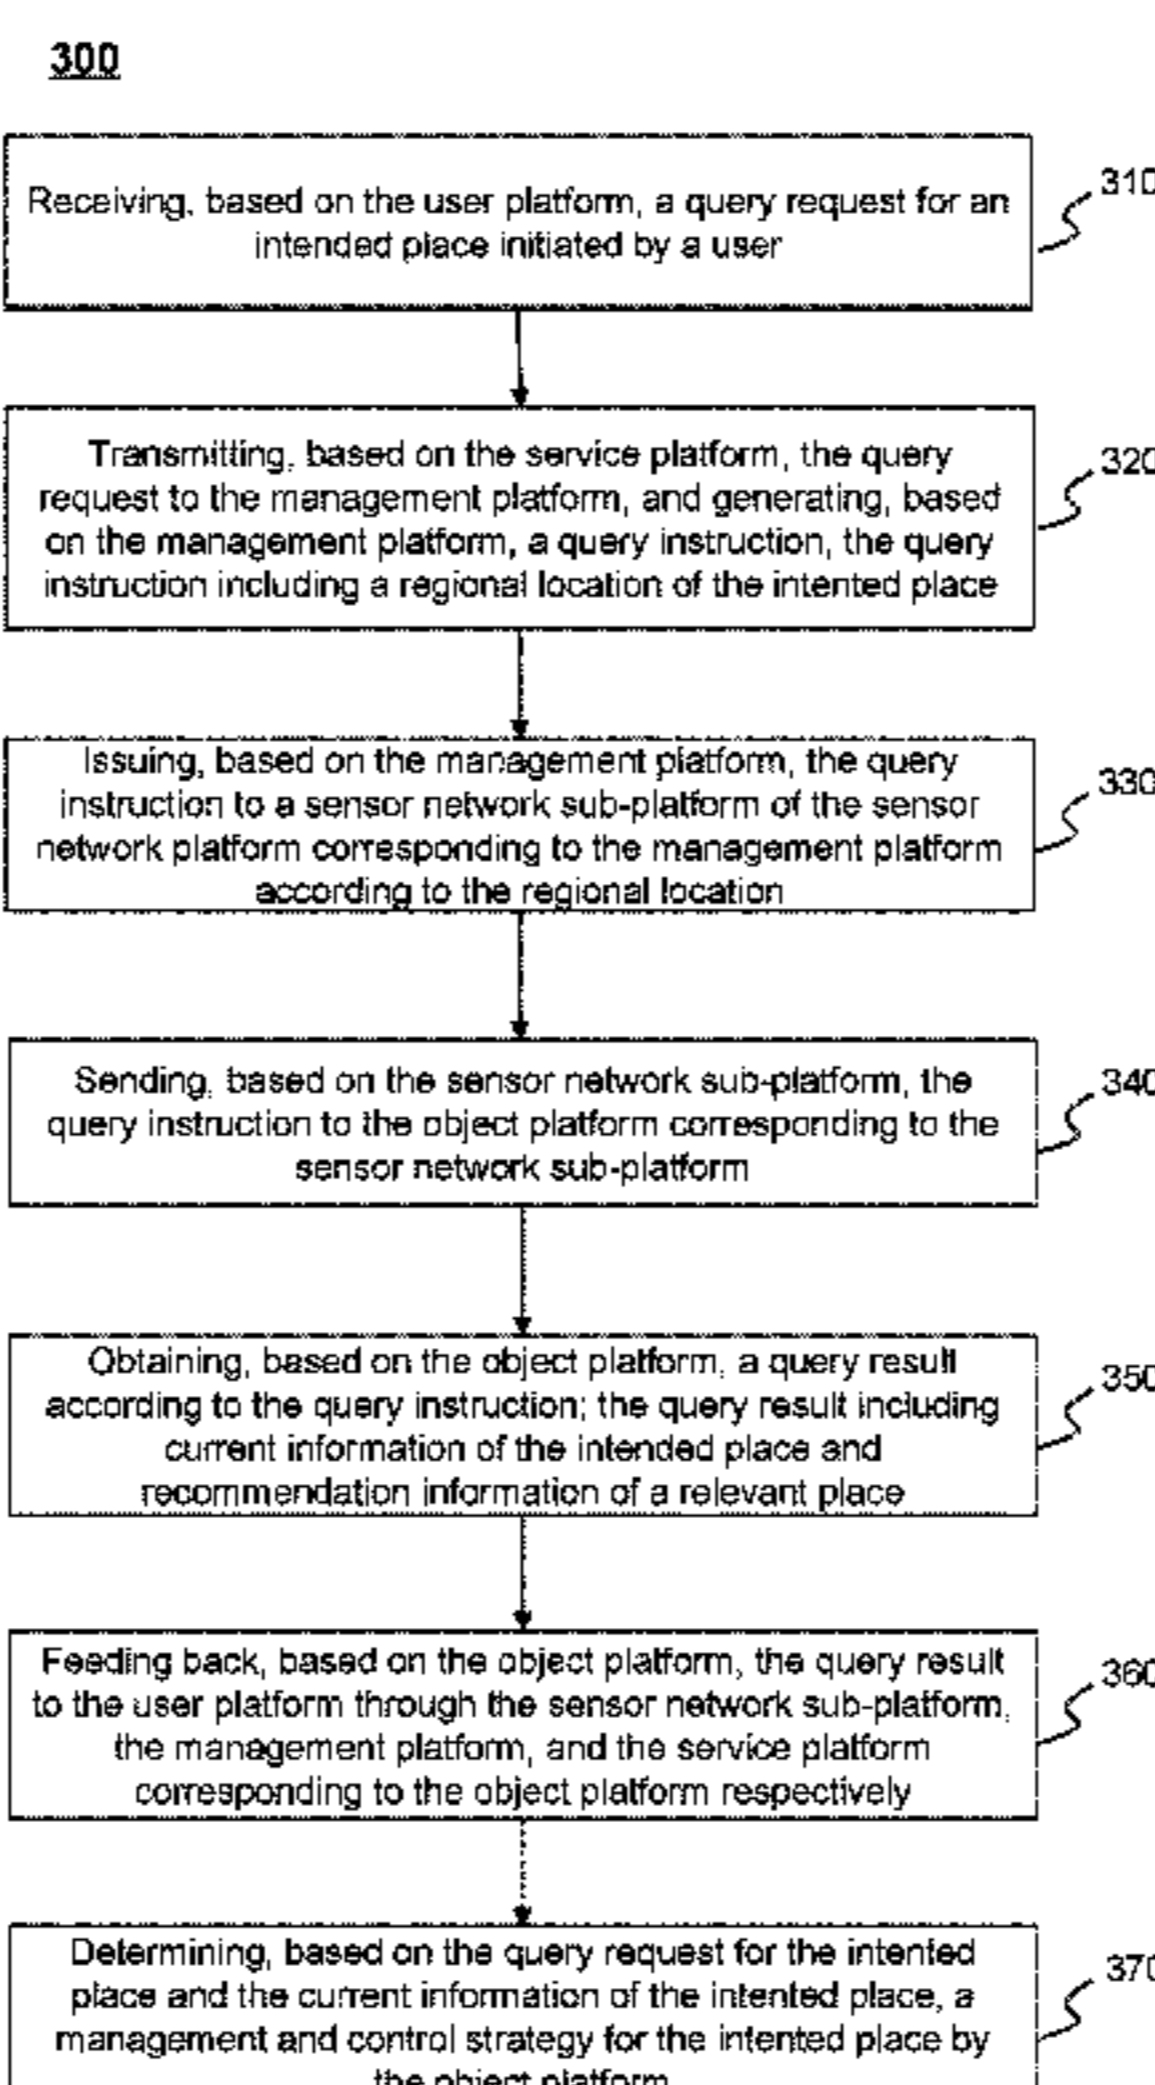 300
Receiving, based on the user platform, a query request for an
intended place initiated by a user
310
Transmitting, based on the service platform, the query
request to the management platform, and generating, based
on the management platform, a query instruction, the query
instruction including a regional location of the intented place
320
Issuing, based on the management platform, the query
instruction to a sensor network sub-platform of the sensor
network platform corresponding to the management platform
according to the regional location
330
Sending, based on the sensor network sub-platform, the
query instruction to the object platform corresponding to the
sensor network sub-platform
340
Obtaining, based on the object platform, a query result
according to the query instruction; the query result including
current information of the intended place and
recommendation information of a relevant place
350
Feeding back, based on the object platform, the query result
to the user platform through the sensor network sub-platform,
the management platform, and the service platform
corresponding to the object platform respectively
360
Determining, based on the query request for the intented
place and the current information of the intented place, a
management and control strategy for the intented place by
the object platform
370